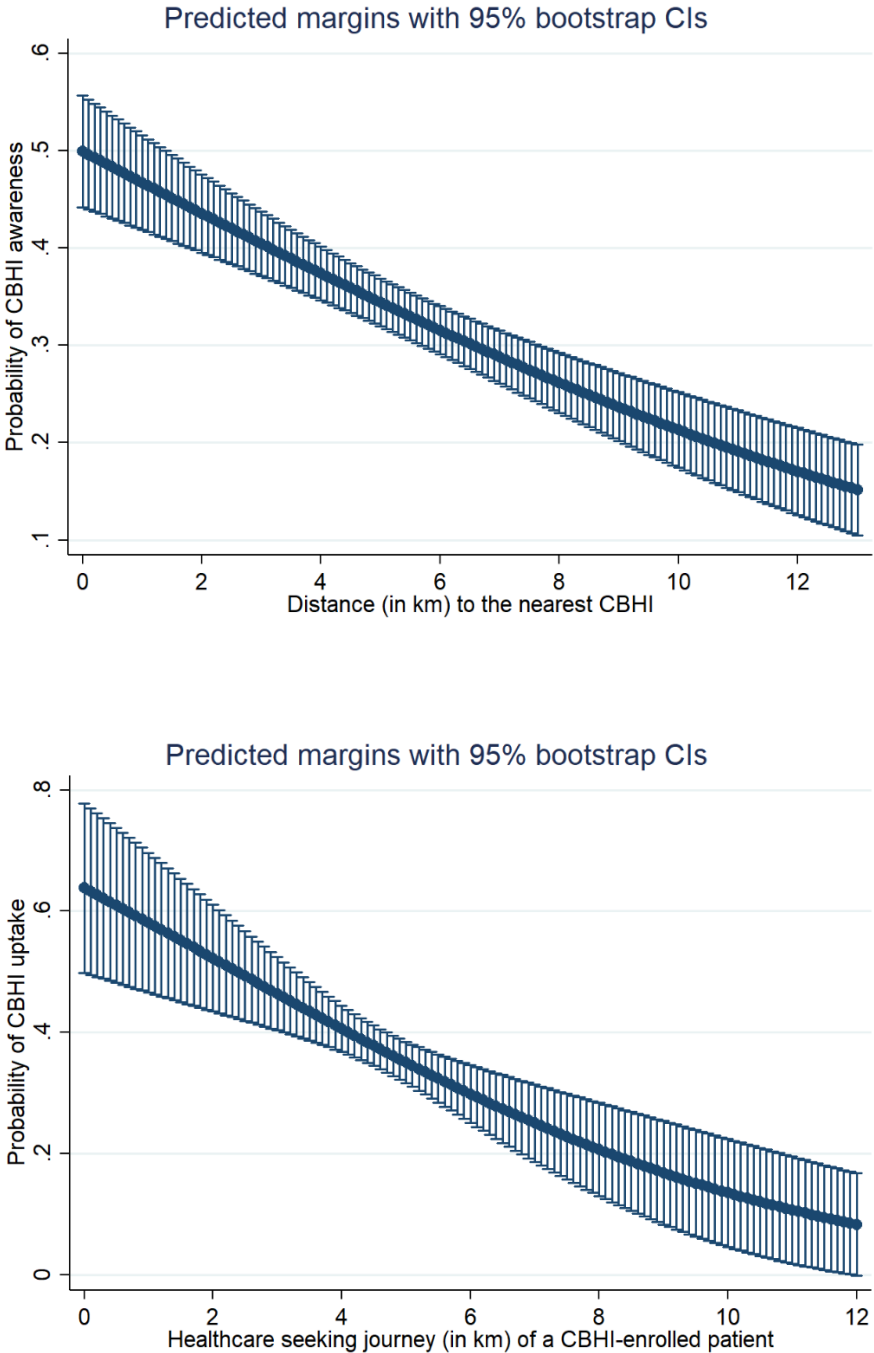 Predicted margins with 95% bootstrap CIs
Probability of CBHI awareness
.6
.5
.4
.3
.2
.1
0 2 4 6 8 10 12
Distance (in km) to the nearest CBHI
Predicted margins with 95% bootstrap CIs
Probability of CBHI uptake
.8
.6
.4
.2
0
0 2 4 6 8 10 12
Healthcare seeking journey (in km) of a CBHI-enrolled patient